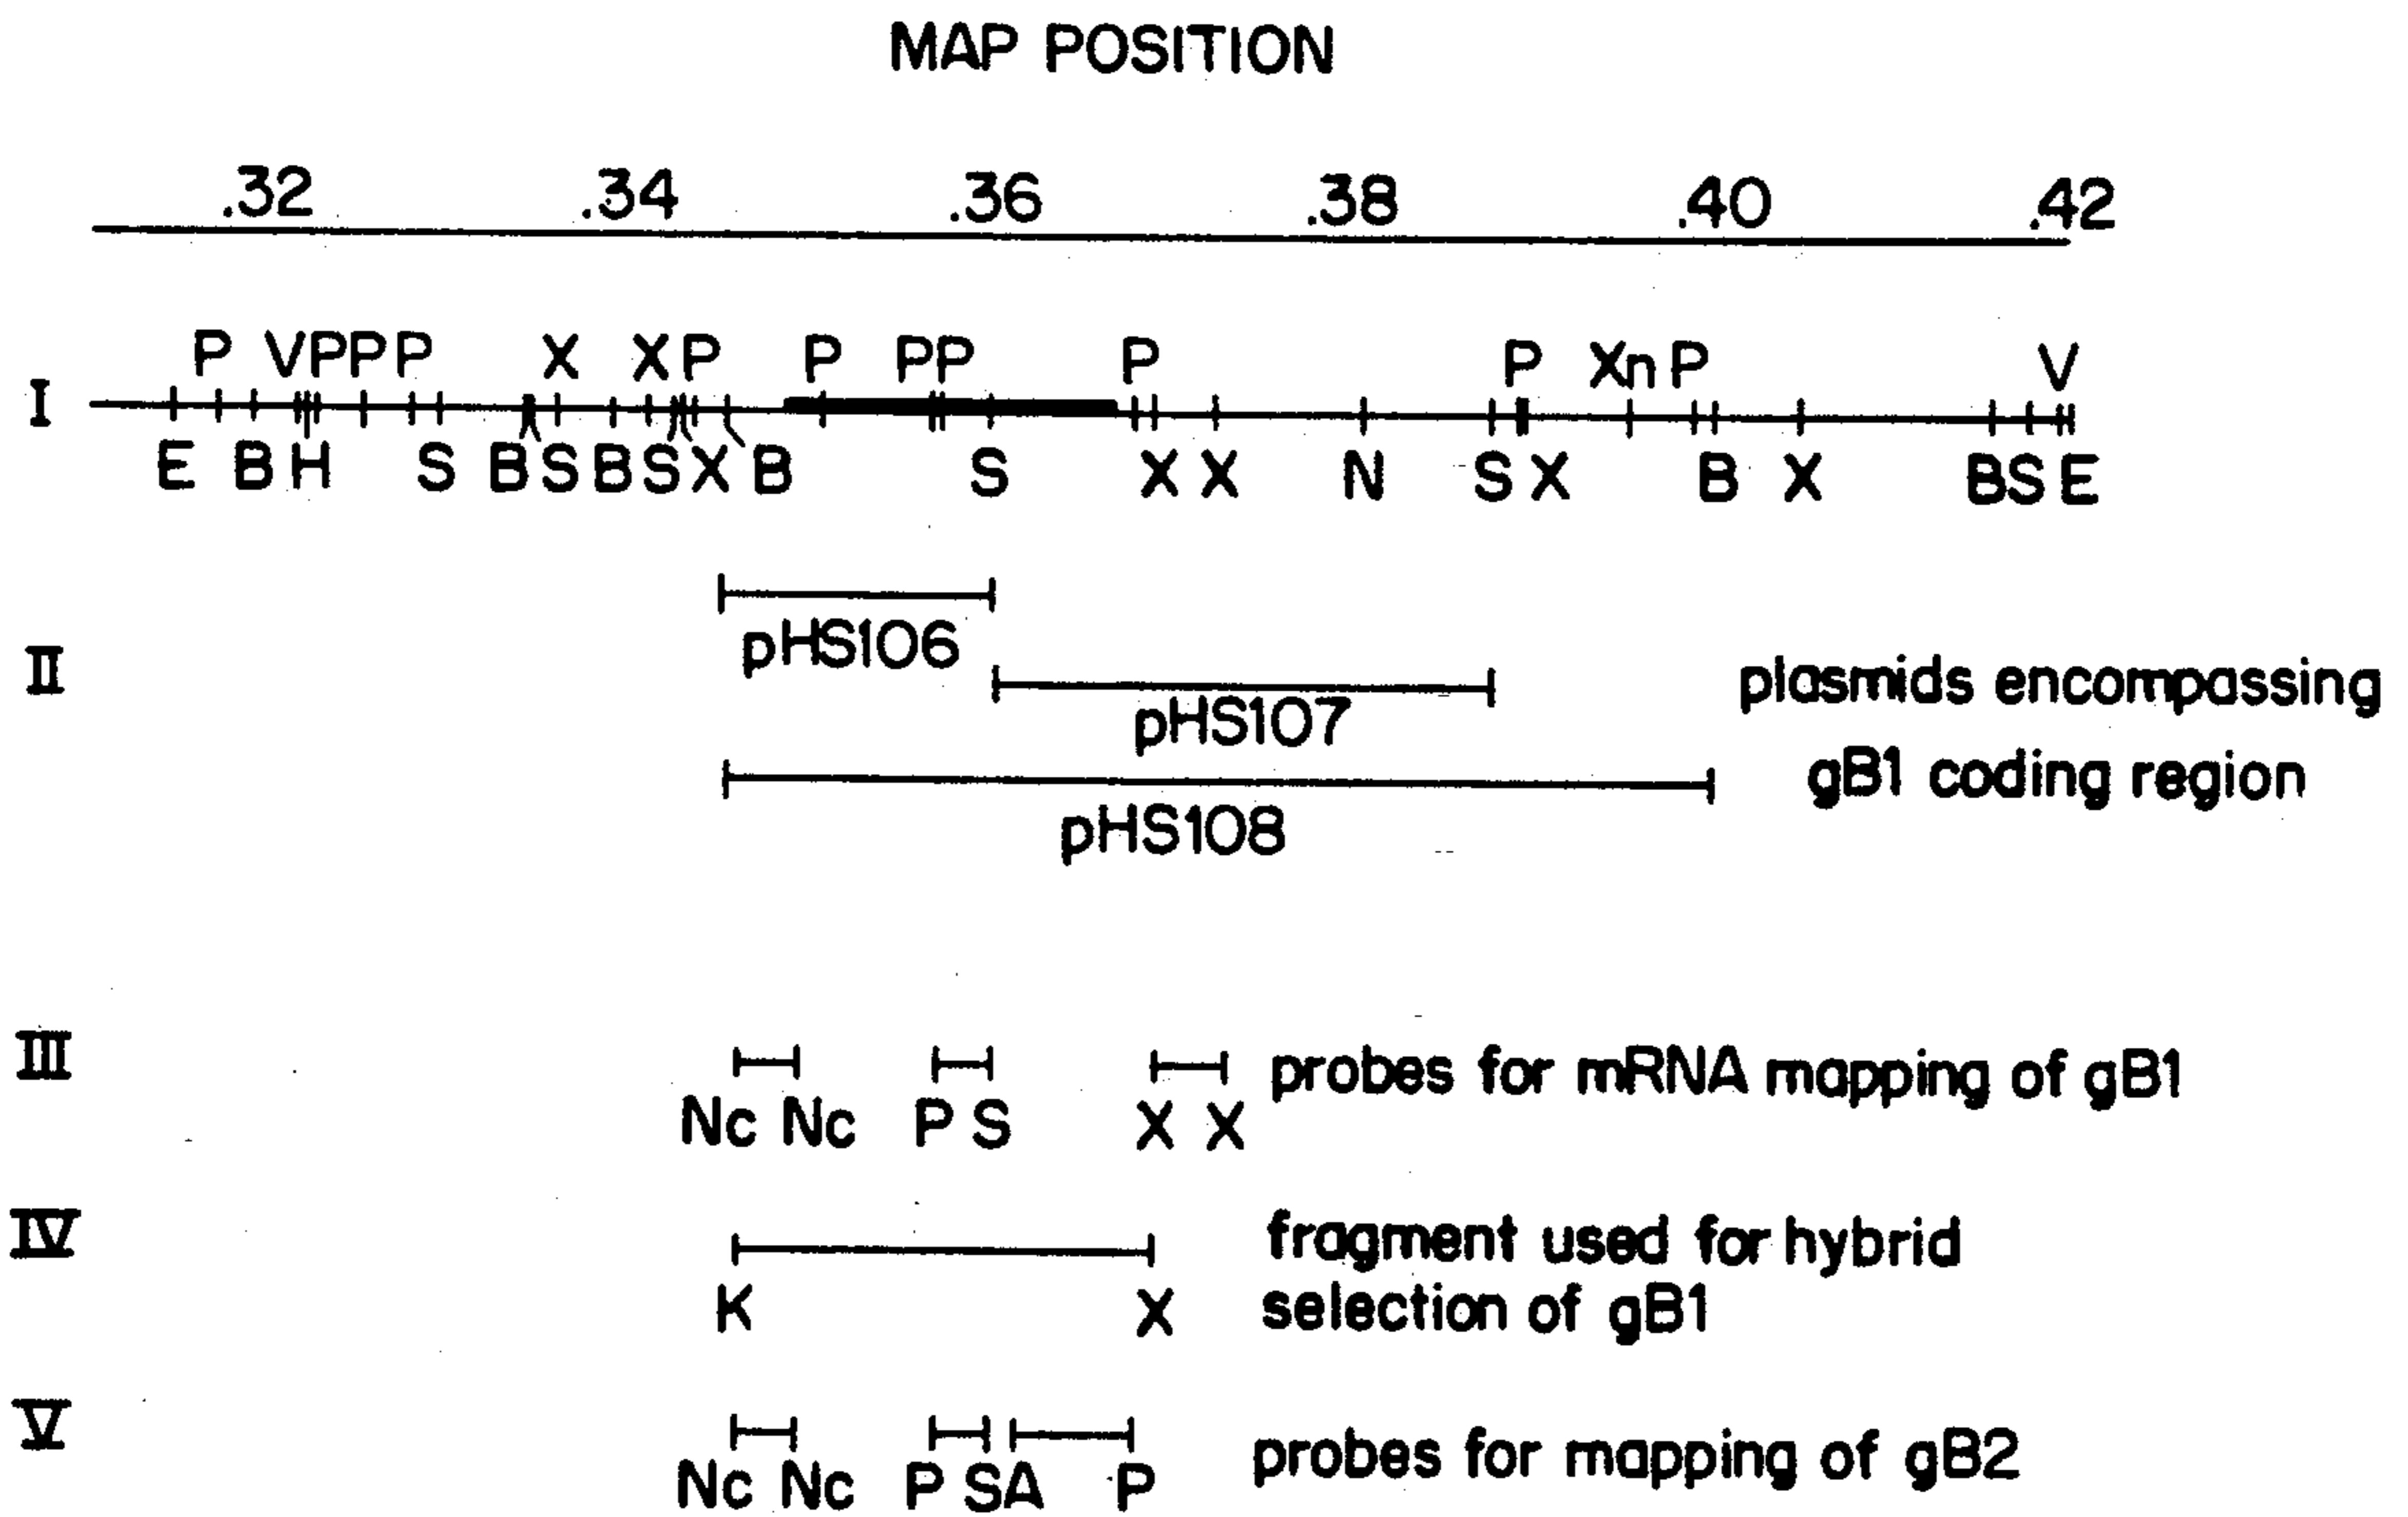 MAP POSITION
.32 .34 .36 .38 .40 .42
P VPPP X XP P PP P P Xn P V
I
E B H S B S B S X B S X X N S X B X B S E
pHS106
II
pHS107
plasmids encompassing
gB1 coding region
pHS108
III
probes for mRNA mapping of gB1
Nc Nc P S X X
IV
fragment used for hybrid
selection of gB1
K X
V
probes for mapping of gB2
Nc Nc P SA P